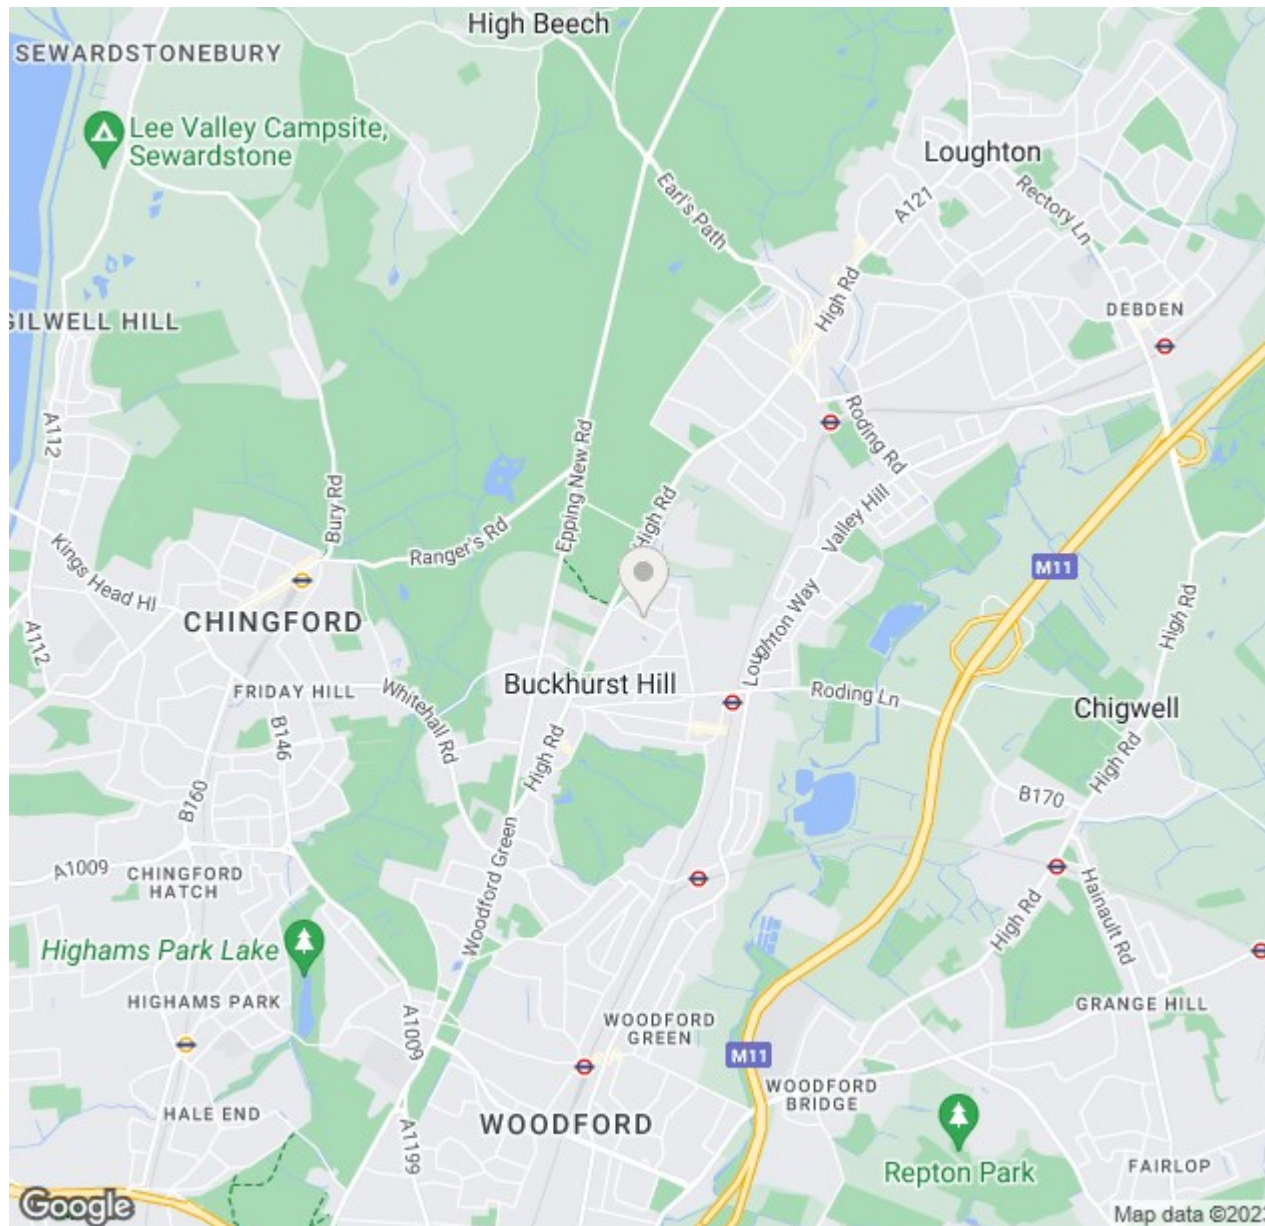 High Beech
SEWARDSTONEBURY
Lee Valley Campsite,
Sewardstone
Loughton
Earl's Path
A121
Rectory Ln
High Rd
DEBDEN
GILWELL HILL
A112
Epping New Rd
Roding Rd
Bury Rd
Ranger's Rd
High Rd
Valley Hill
Kings Head Hl
M11
CHINGFORD
A112
Loughton Way
High Rd
FRIDAY HILL
Whitehall Rd
Buckhurst Hill
Roding Ln
Chigwell
B146
High Rd
High Rd
B160
B170
Woodford Green
A1009
CHINGFORD
HATCH
Hainault Rd
High Rd
Highams Park Lake
HIGHAMS PARK
A1009
WOODFORD
GREEN
GRANGE HILL
M11
WOODFORD
BRIDGE
HALE END
A1199
WOODFORD
Repton Park
FAIRLOP
Google
Map data ©202